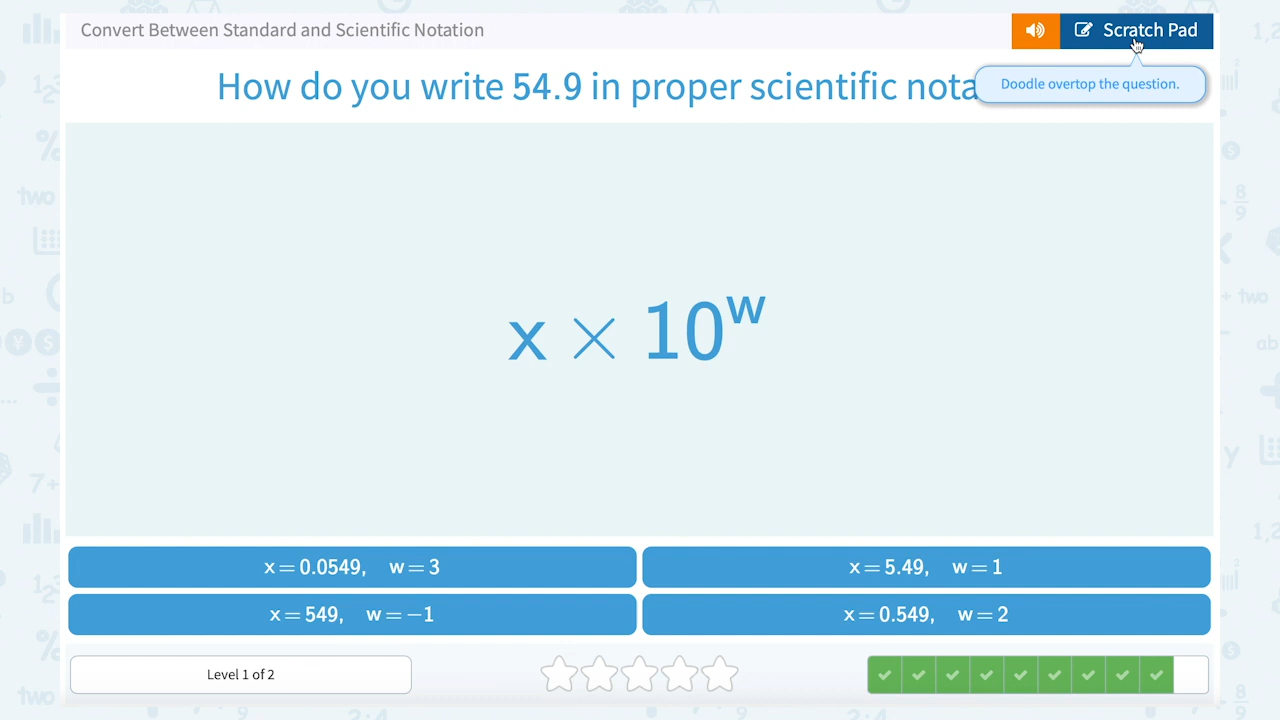 Convert Between Standard and Scientific Notation
Scratch Pad
How do you write 54.9 in proper scientific nota
Doodle overtop the question.
x × 10^w
x = 0.0549, w = 3
x = 5.49, w = 1
x = 549, w = −1
x = 0.549, w = 2
Level 1 of 2